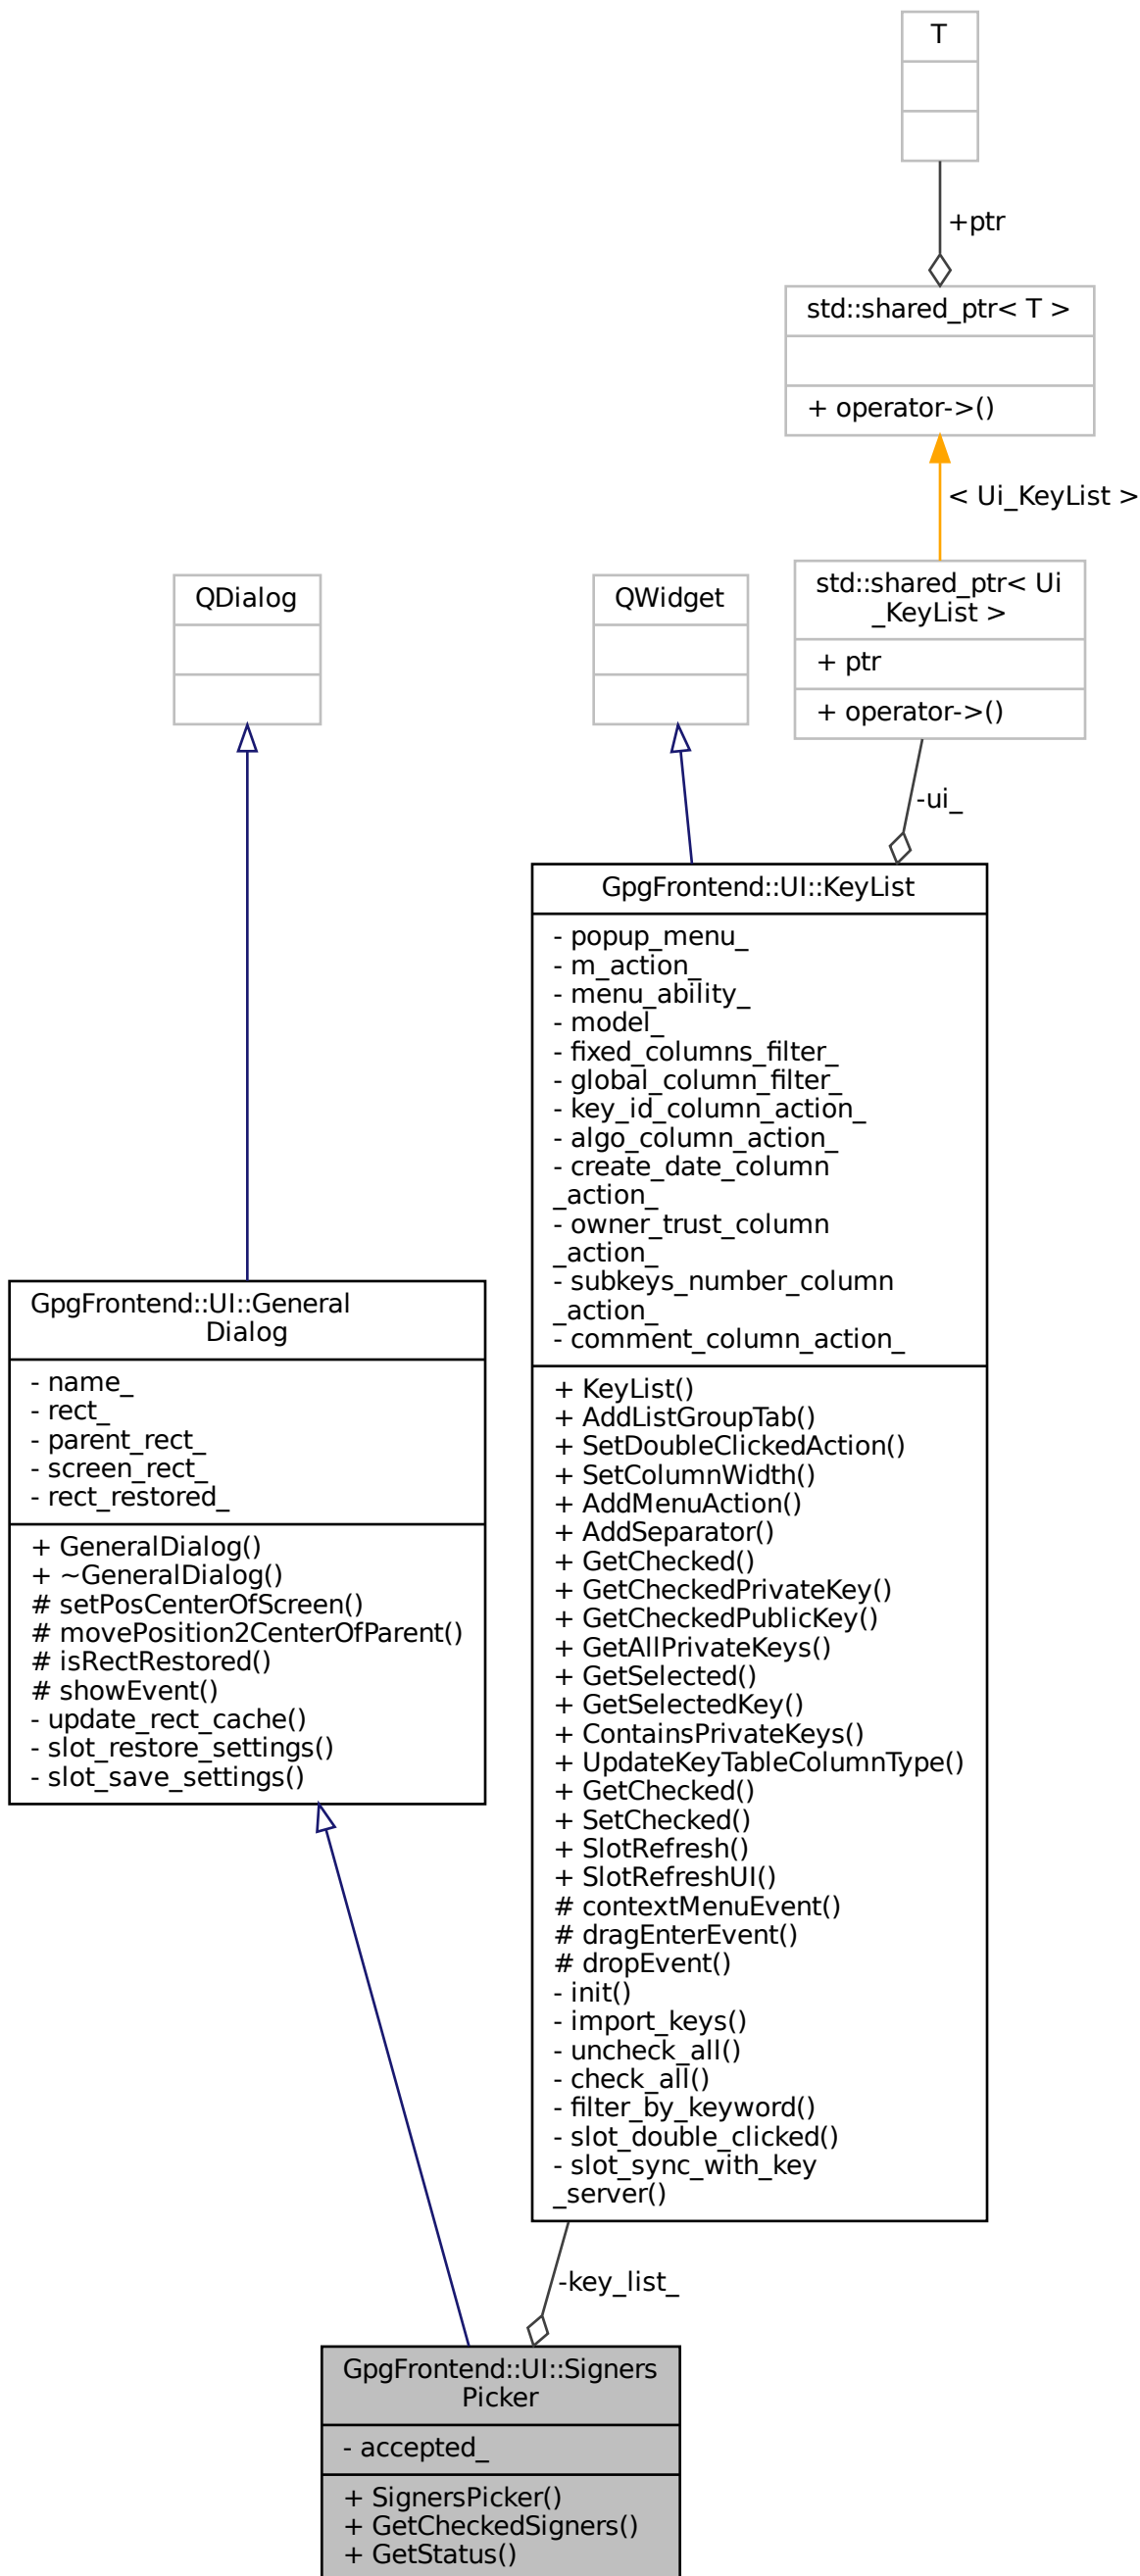 T
+ptr
std::shared_ptr< T >
+ operator->()
< Ui_KeyList >
std::shared_ptr< Ui
_KeyList >
+ ptr
+ operator->()
QDialog
QWidget
-ui_
GpgFrontend::UI::KeyList
- popup_menu_
- m_action_
- menu_ability_
- model_
- fixed_columns_filter_
- global_column_filter_
- key_id_column_action_
- algo_column_action_
- create_date_column
_action_
- owner_trust_column
_action_
- subkeys_number_column
_action_
- comment_column_action_
+ KeyList()
+ AddListGroupTab()
+ SetDoubleClickedAction()
+ SetColumnWidth()
+ AddMenuAction()
+ AddSeparator()
+ GetChecked()
+ GetCheckedPrivateKey()
+ GetCheckedPublicKey()
+ GetAllPrivateKeys()
+ GetSelected()
+ GetSelectedKey()
+ ContainsPrivateKeys()
+ UpdateKeyTableColumnType()
+ GetChecked()
+ SetChecked()
+ SlotRefresh()
+ SlotRefreshUI()
# contextMenuEvent()
# dragEnterEvent()
# dropEvent()
- init()
- import_keys()
- uncheck_all()
- check_all()
- filter_by_keyword()
- slot_double_clicked()
- slot_sync_with_key
_server()
GpgFrontend::UI::General
Dialog
- name_
- rect_
- parent_rect_
- screen_rect_
- rect_restored_
+ GeneralDialog()
+ ~GeneralDialog()
# setPosCenterOfScreen()
# movePosition2CenterOfParent()
# isRectRestored()
# showEvent()
- update_rect_cache()
- slot_restore_settings()
- slot_save_settings()
-key_list_
GpgFrontend::UI::Signers
Picker
- accepted_
+ SignersPicker()
+ GetCheckedSigners()
+ GetStatus()